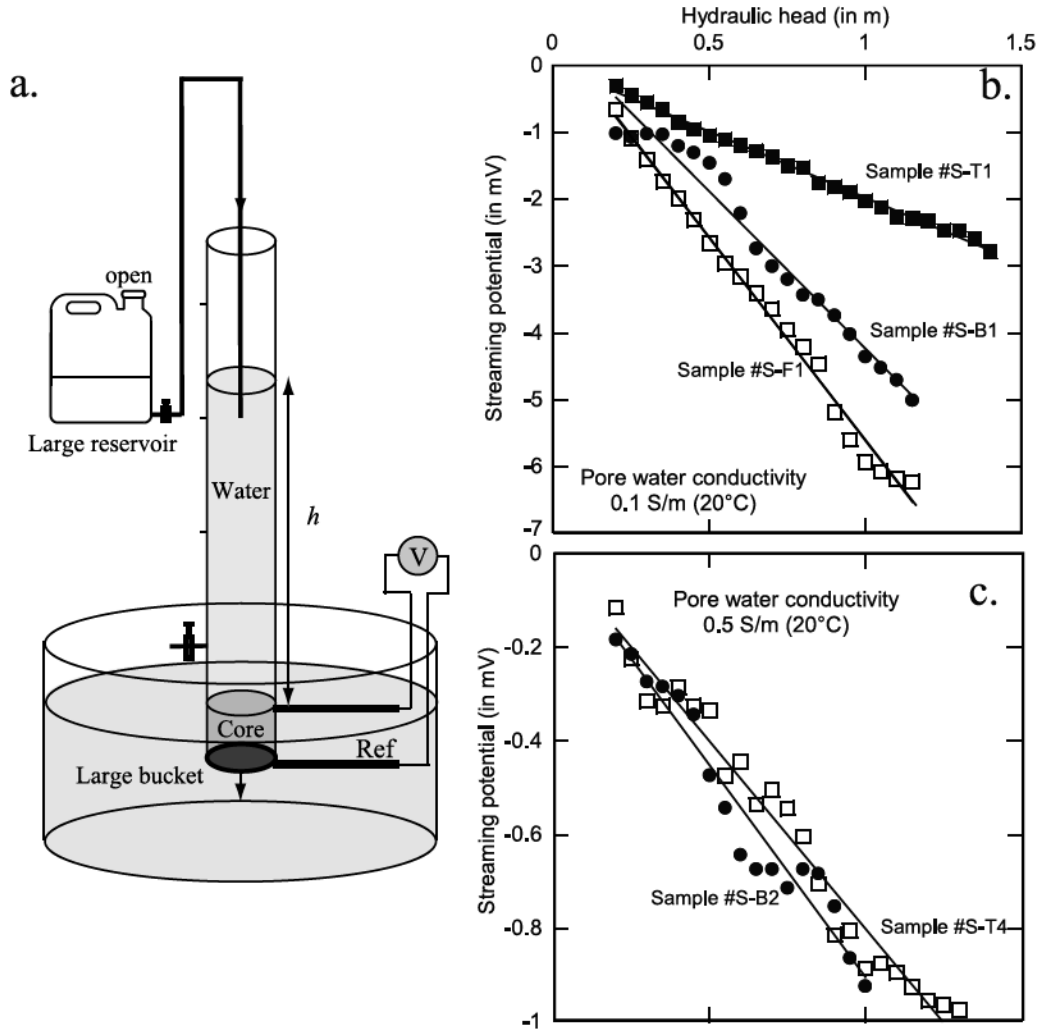 a.
open
Large reservoir
Water
h
V
Core
Ref
Large bucket
Hydraulic head (in m)
0
0.5
1
1.5
b.
0
-1
-2
-3
-4
-5
-6
-7
Streaming potential (in mV)
Sample #S-T1
Sample #S-B1
Sample #S-F1
Pore water conductivity
0.1 S/m (20°C)
c.
0
-0.2
-0.4
-0.6
-0.8
-1
Streaming potential (in mV)
Pore water conductivity
0.5 S/m (20°C)
Sample #S-B2
Sample #S-T4